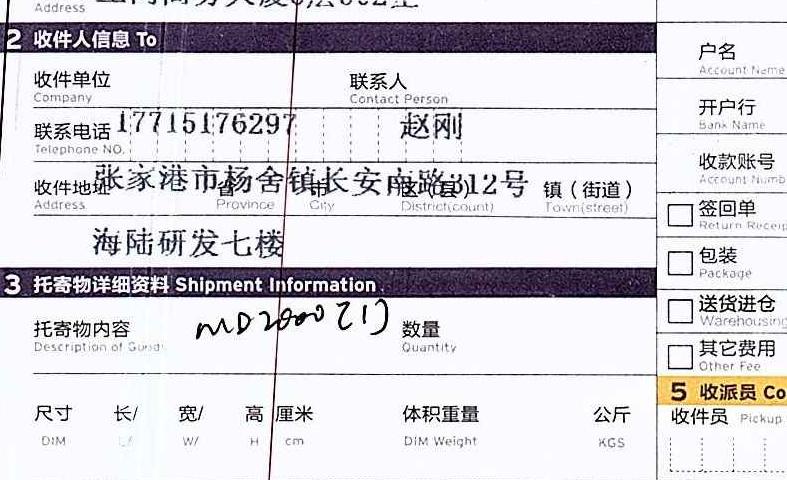 Address
2 收件人信息 To
收件单位 联系人
Company Contact Person
联系电话 17715176297 赵刚
Telephone NO.
收件地址 张家港市杨舍镇长安南路312号
省 市 区(县) 镇(街道)
Address Province City District(count) Town(street)
海陆研发七楼
3 托寄物详细资料 Shipment Information
托寄物内容 MD2000 (1) 数量
Description of Goods Quantity
尺寸 长/ 宽/ 高 厘米 体积重量 公斤
DIM L/ W/ H cm DIM Weight KGS
户名
Account Name
开户行
Bank Name
收款账号
Account Numb
签回单
Return Receip
包装
Package
送货进仓
Warehousing
其它费用
Other Fee
5 收派员 Co
收件员 Pickup